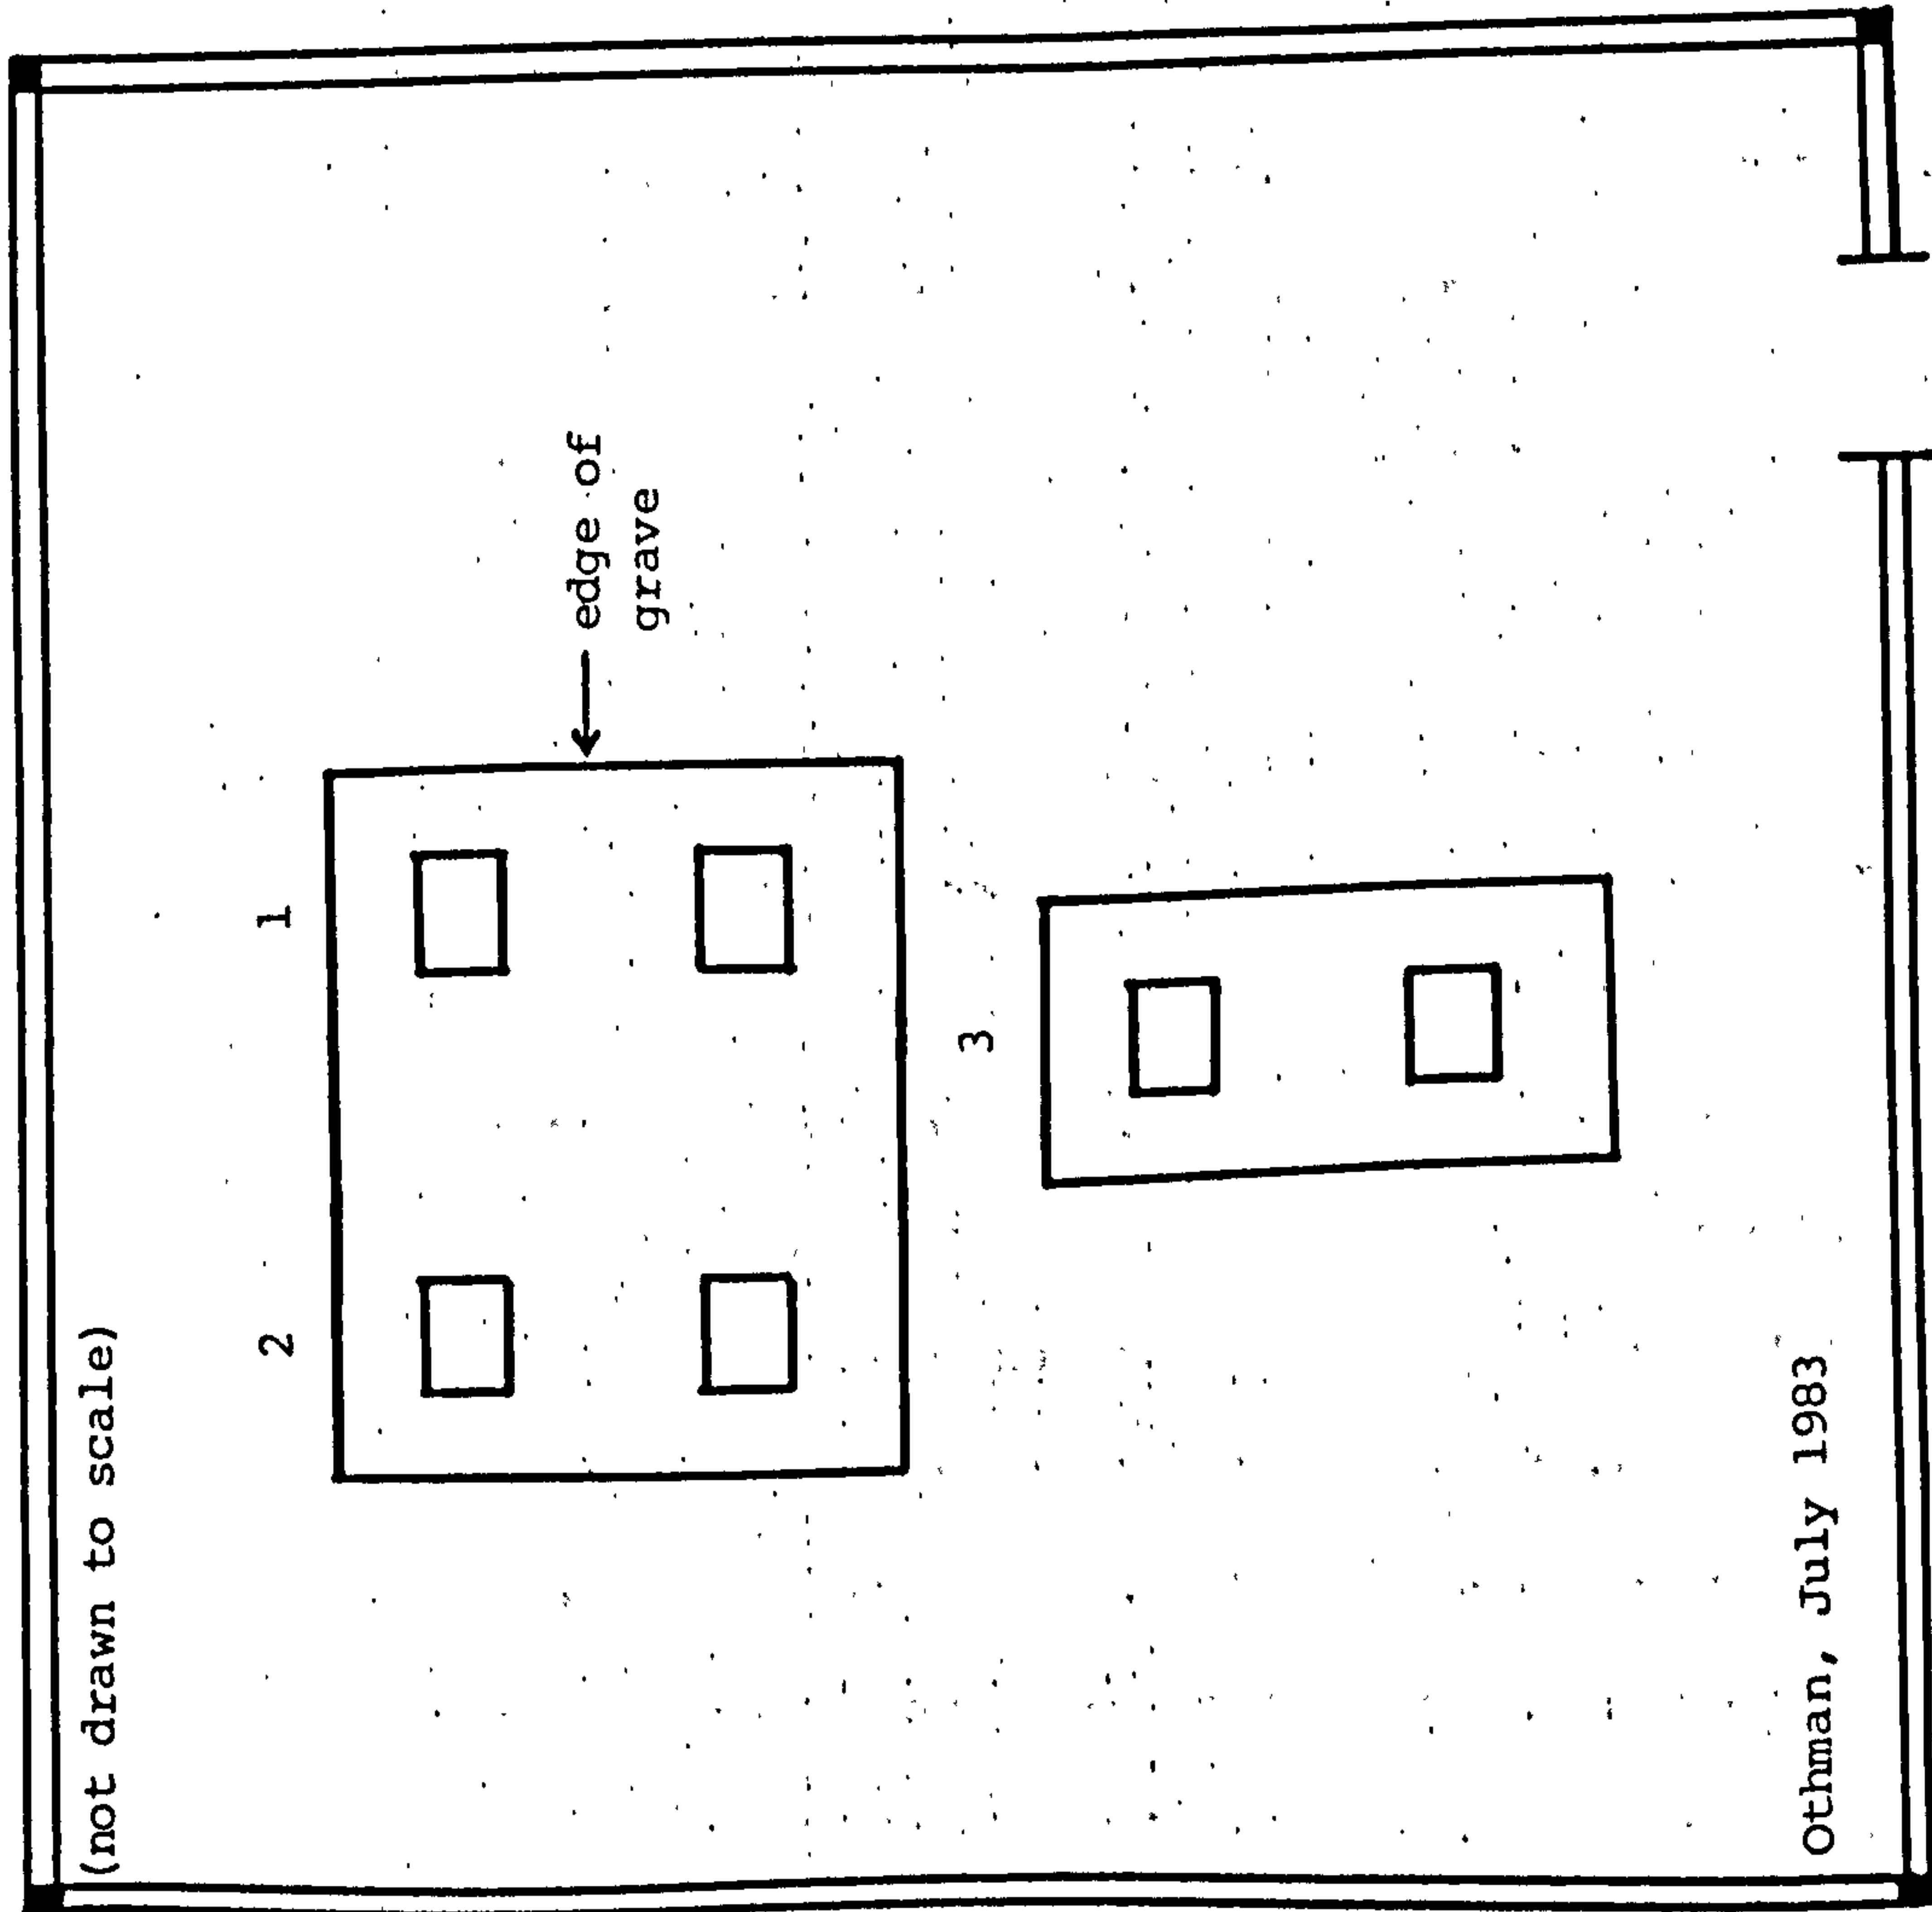 (not drawn to scale)
2 1
edge of
grave
3
Othman, July 1983